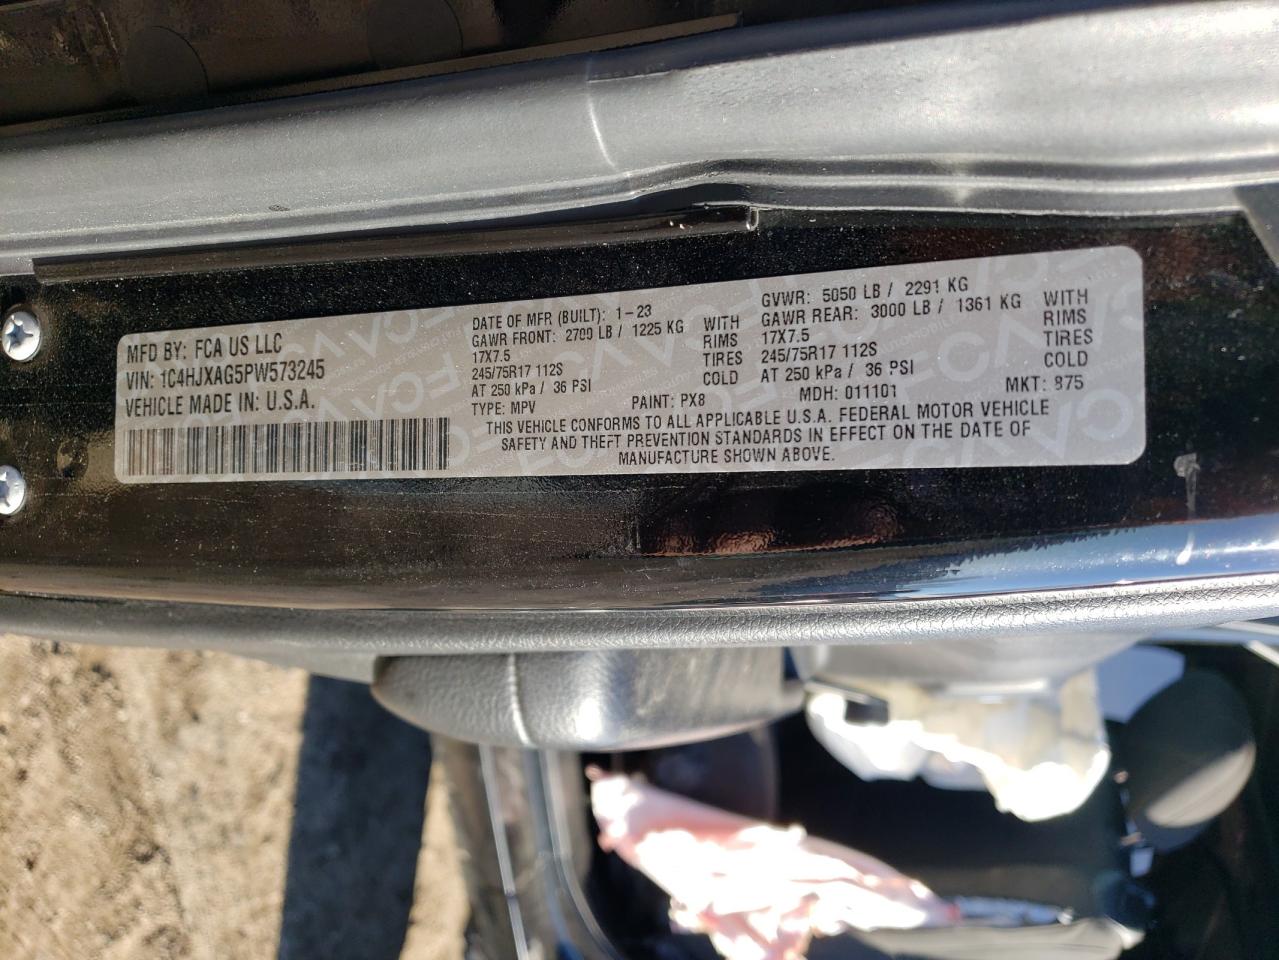 MFD BY: FCA US LLC
VIN: 1C4HJXAG5PW573245
VEHICLE MADE IN: U.S.A.
DATE OF MFR (BUILT): 1-23
GAWR FRONT: 2700 LB / 1225 KG WITH
17X7.5 RIMS
245/75R17 112S TIRES
AT 250 kPa / 36 PSI COLD
TYPE: MPV PAINT: PX8
GVWR: 5050 LB / 2291 KG
GAWR REAR: 3000 LB / 1361 KG WITH
17X7.5 RIMS
245/75R17 112S TIRES
AT 250 kPa / 36 PSI COLD
MDH: 011101 MKT: 875
THIS VEHICLE CONFORMS TO ALL APPLICABLE U.S.A. FEDERAL MOTOR VEHICLE
SAFETY AND THEFT PREVENTION STANDARDS IN EFFECT ON THE DATE OF
MANUFACTURE SHOWN ABOVE.